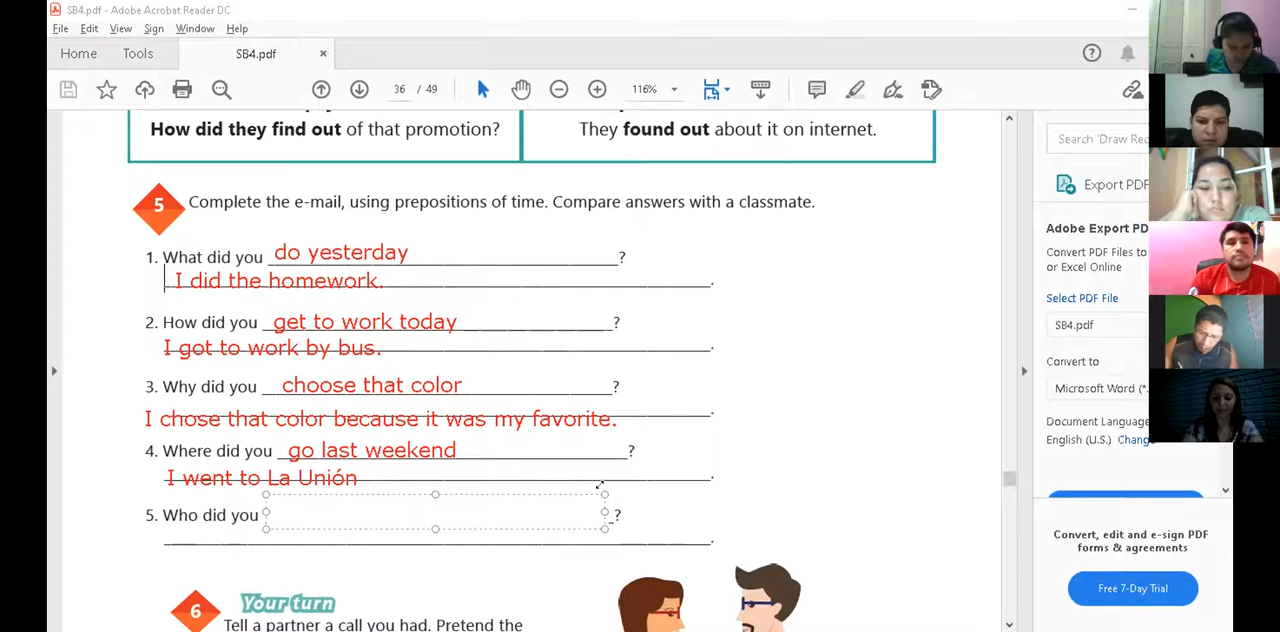 SB4.pdf - Adobe Acrobat Reader DC
File Edit View Sign Window Help
Home Tools SB4.pdf ×
36 / 49 116%
How did they find out of that promotion? They found out about it on internet.
Search 'Draw Rec
5 Complete the e-mail, using prepositions of time. Compare answers with a classmate.
Export PDF
Adobe Export PD
Convert PDF Files to
or Excel Online
Select PDF File
SB4.pdf
Convert to
Microsoft Word (*.
Document Language
English (U.S.) Chang
1. What did you do yesterday ?
I did the homework.
2. How did you get to work today ?
I got to work by bus.
3. Why did you choose that color ?
I chose that color because it was my favorite.
4. Where did you go last weekend ?
I went to La Unión
5. Who did you ?
Convert, edit and e-sign PDF
forms & agreements
Free 7-Day Trial
6 Your turn
Tell a partner a call you had. Pretend the